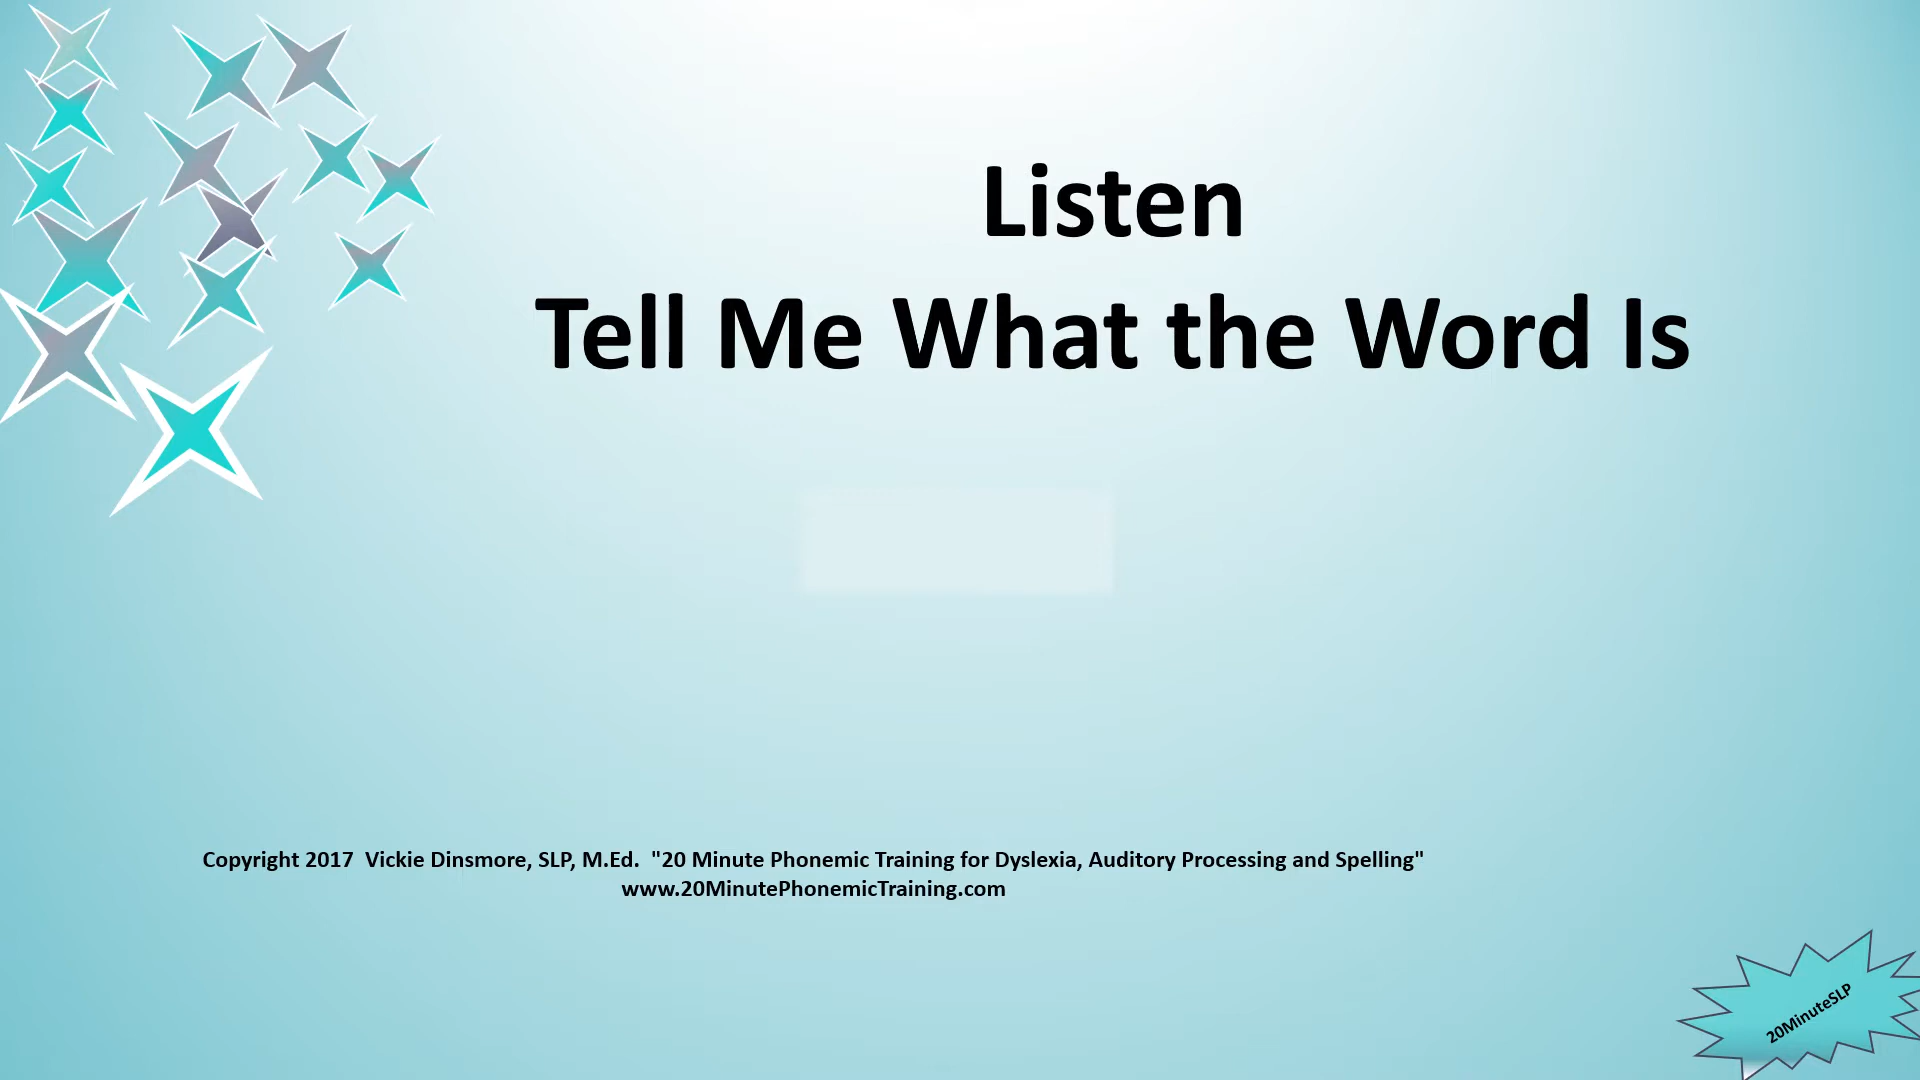 Listen
Tell Me What the Word Is
Copyright 2017  Vickie Dinsmore, SLP, M.Ed.  "20 Minute Phonemic Training for Dyslexia, Auditory Processing and Spelling"
www.20MinutePhonemicTraining.com
20MinuteSLP